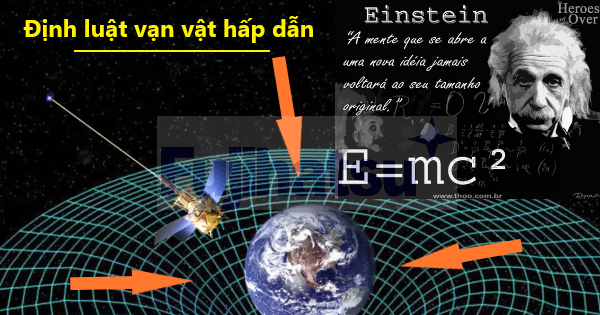 Định luật vạn vật hấp dẫn
Einstein
Heroes
of Over
"A mente que se abre a
uma nova idéia jamais
voltará ao seu tamanho
original."
E=mc²
www.thoo.com.br